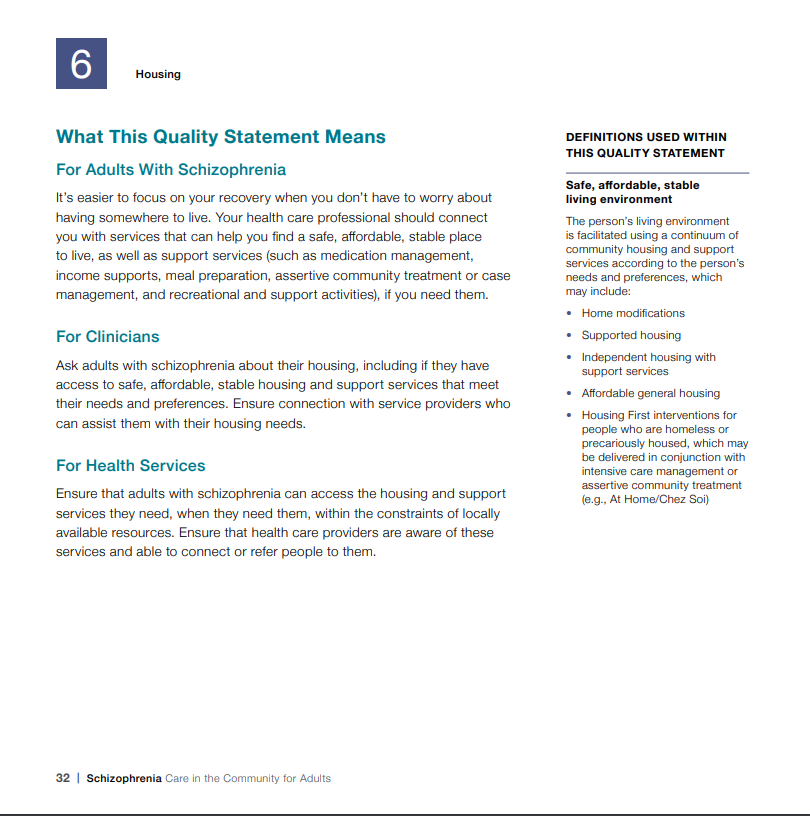 6
Housing
What This Quality Statement Means
For Adults With Schizophrenia
It’s easier to focus on your recovery when you don’t have to worry about
having somewhere to live. Your health care professional should connect
you with services that can help you find a safe, affordable, stable place
to live, as well as support services (such as medication management,
income supports, meal preparation, assertive community treatment or case
management, and recreational and support activities), if you need them.
For Clinicians
Ask adults with schizophrenia about their housing, including if they have
access to safe, affordable, stable housing and support services that meet
their needs and preferences. Ensure connection with service providers who
can assist them with their housing needs.
For Health Services
Ensure that adults with schizophrenia can access the housing and support
services they need, when they need them, within the constraints of locally
available resources. Ensure that health care providers are aware of these
services and able to connect or refer people to them.
DEFINITIONS USED WITHIN
THIS QUALITY STATEMENT
Safe, affordable, stable
living environment
The person’s living environment
is facilitated using a continuum of
community housing and support
services according to the person’s
needs and preferences, which
may include:
• Home modifications
• Supported housing
• Independent housing with
support services
• Affordable general housing
• Housing First interventions for
people who are homeless or
precariously housed, which may
be delivered in conjunction with
intensive care management or
assertive community treatment
(e.g., At Home/Chez Soi)
32 | Schizophrenia Care in the Community for Adults